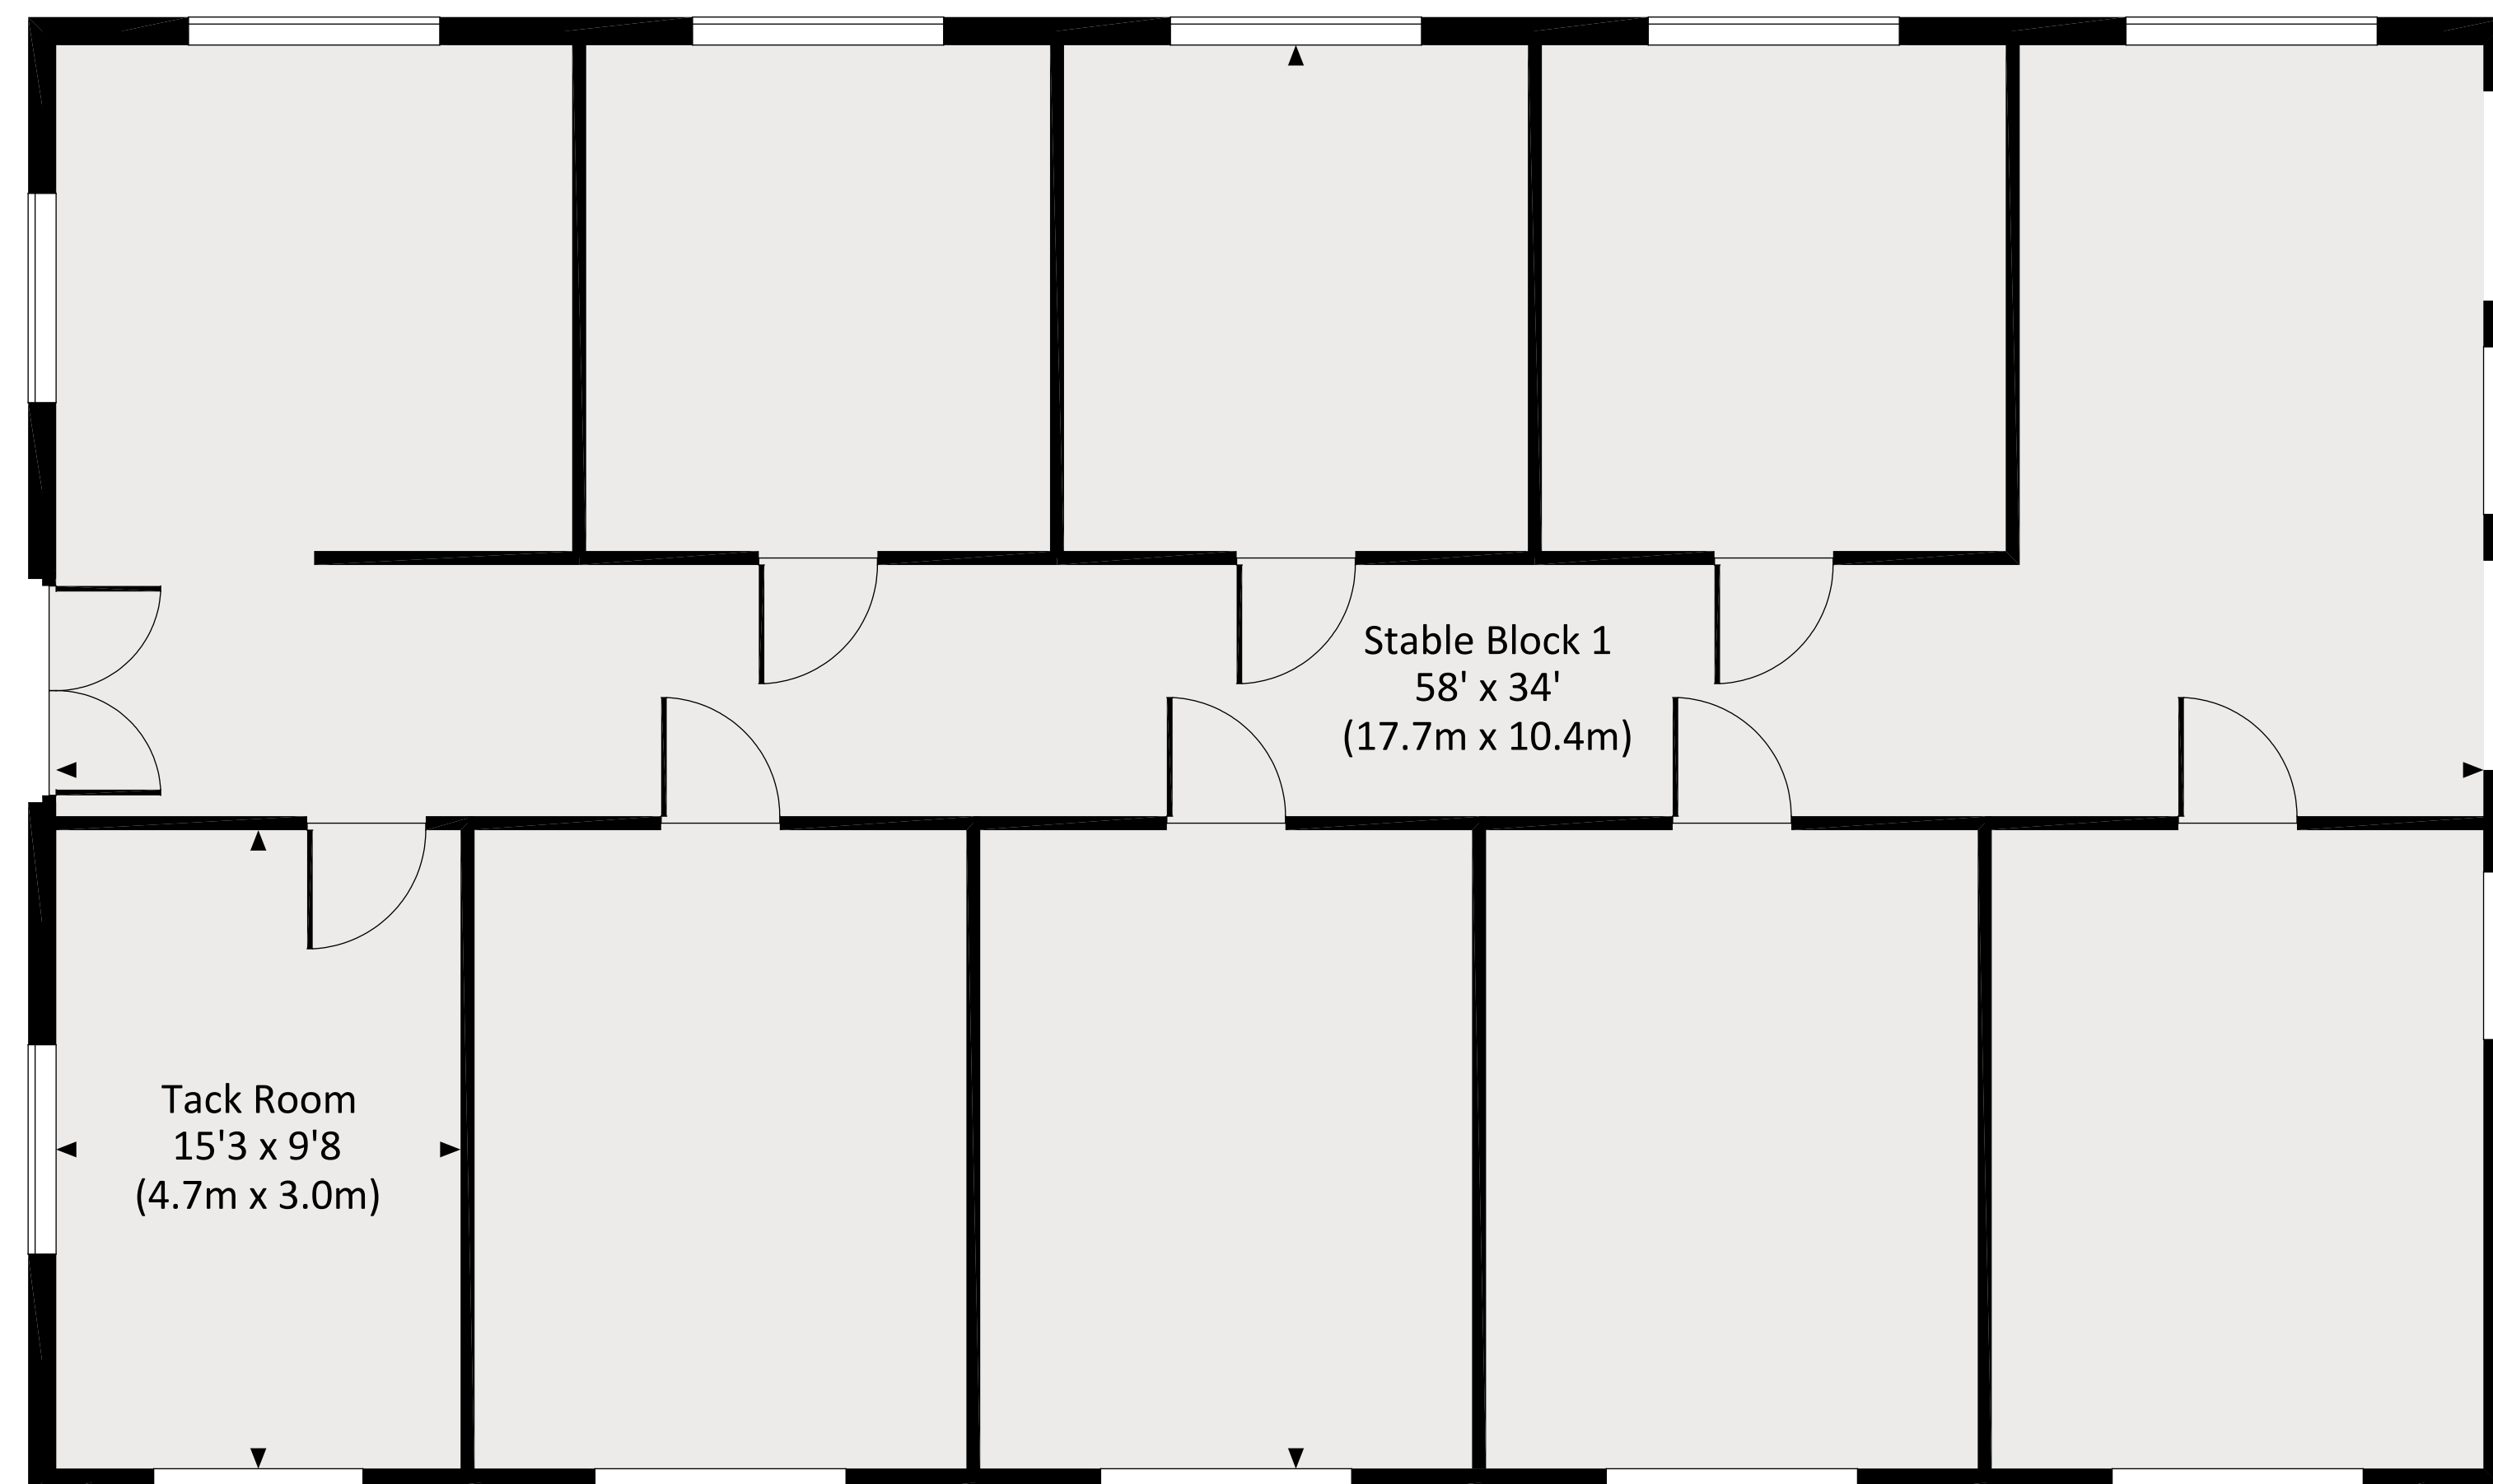 Stable Block 1
58' x 34'
(17.7m x 10.4m)
Tack Room
15'3 x 9'8
(4.7m x 3.0m)